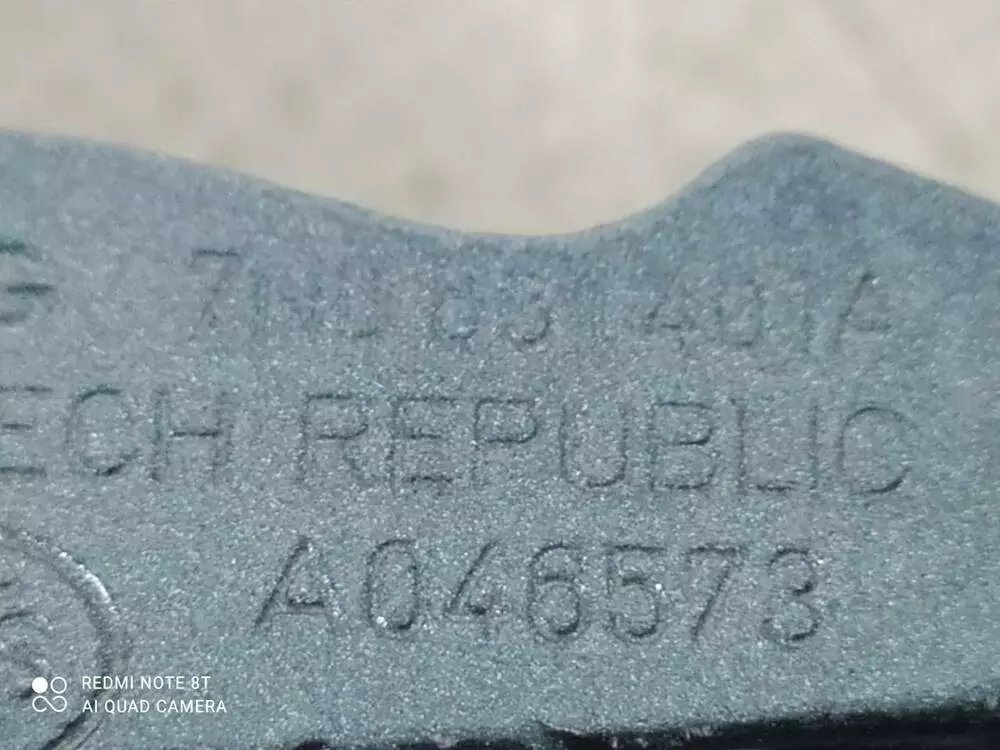 ECH REPUBLIC
A046573
REDMI NOTE 8T
AI QUAD CAMERA